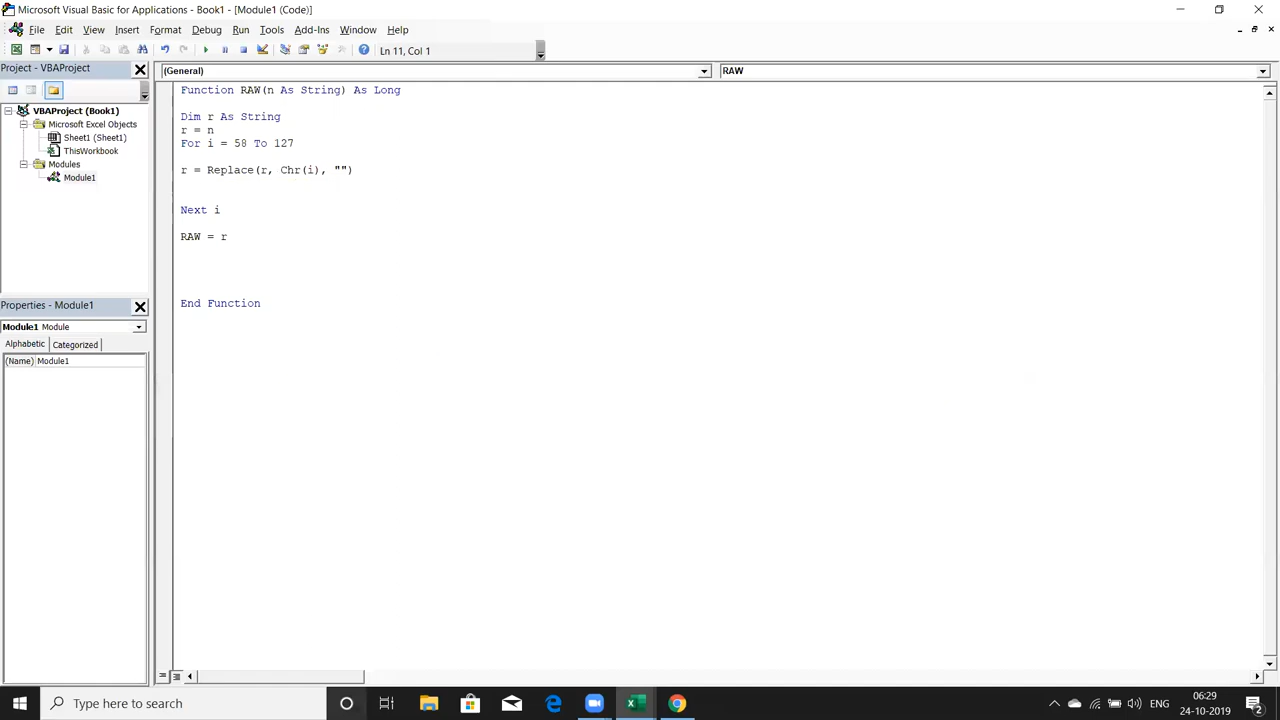 Microsoft Visual Basic for Applications - Book1 - [Module1 (Code)]
File Edit View Insert Format Debug Run Tools Add-Ins Window Help
Ln 11, Col 1
Project - VBAProject
(General)
RAW
VBAProject (Book1)
Microsoft Excel Objects
Sheet1 (Sheet1)
ThisWorkbook
Modules
Module1
Function RAW(n As String) As Long
Dim r As String
r = n
For i = 58 To 127
r = Replace(r, Chr(i), "")
Next i
RAW = r
End Function
Properties - Module1
Module1 Module
Alphabetic Categorized
(Name) Module1
Type here to search
ENG
06:29
24-10-2019
2